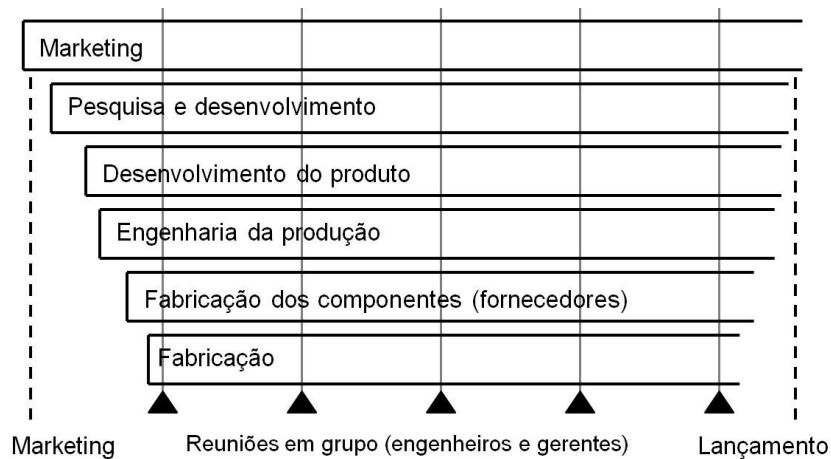 Marketing
Pesquisa e desenvolvimento
Desenvolvimento do produto
Engenharia da produção
Fabricação dos componentes (fornecedores)
Fabricação
Marketing
Reuniões em grupo (engenheiros e gerentes)
Lançamento